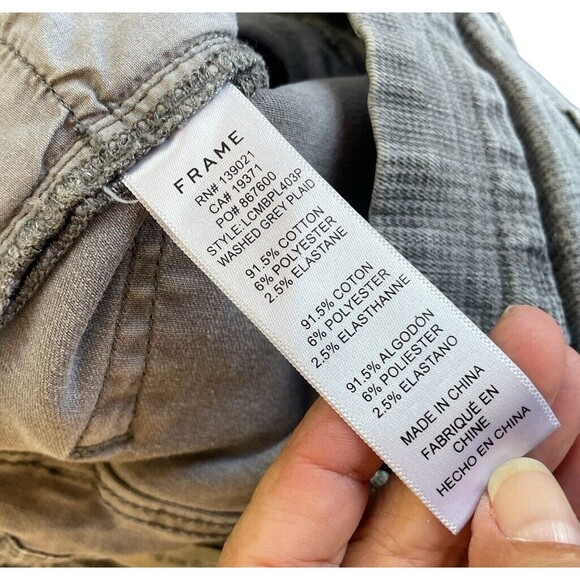 FRAME
RN# 139021
CA# 19371
PO# 867600
STYLE: LCMBPL403P
WASHED GREY PLAID
91.5% COTTON
6% POLYESTER
2.5% ELASTANE
91.5% COTON
6% POLYESTER
2.5% ELASTHANNE
91.5% ALGODÓN
6% POLIESTER
2.5% ELASTANO
MADE IN CHINA
FABRIQUÉ EN
CHINE
HECHO EN CHINA